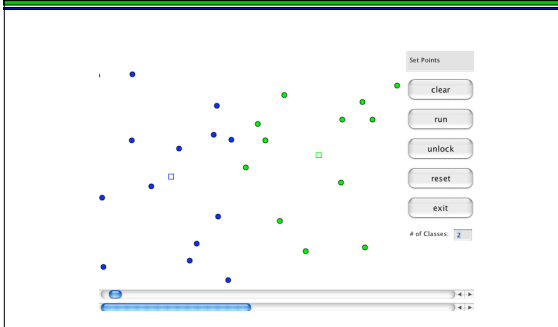 Set Points
clear
run
unlock
reset
exit
# of Classes: 2